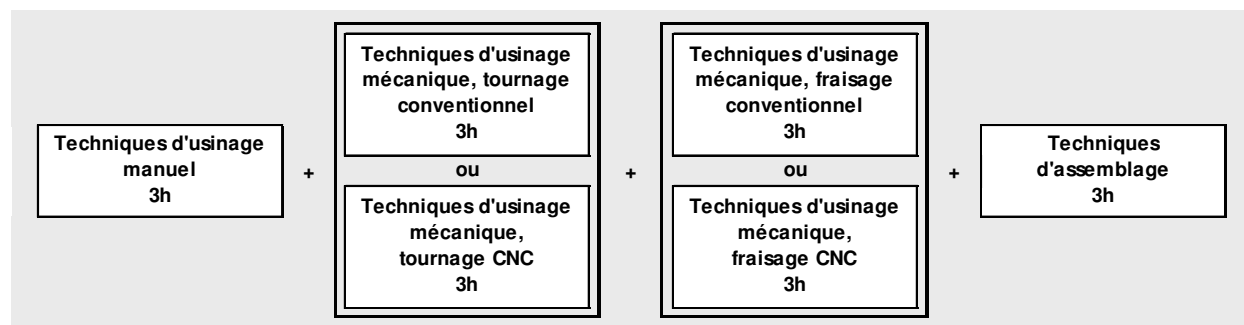 Techniques d'usinage
manuel
3h
+
Techniques d'usinage
mécanique, tournage
conventionnel
3h
ou
Techniques d'usinage
mécanique,
tournage CNC
3h
+
Techniques d'usinage
mécanique, fraisage
conventionnel
3h
ou
Techniques d'usinage
mécanique,
fraisage CNC
3h
+
Techniques
d'assemblage
3h